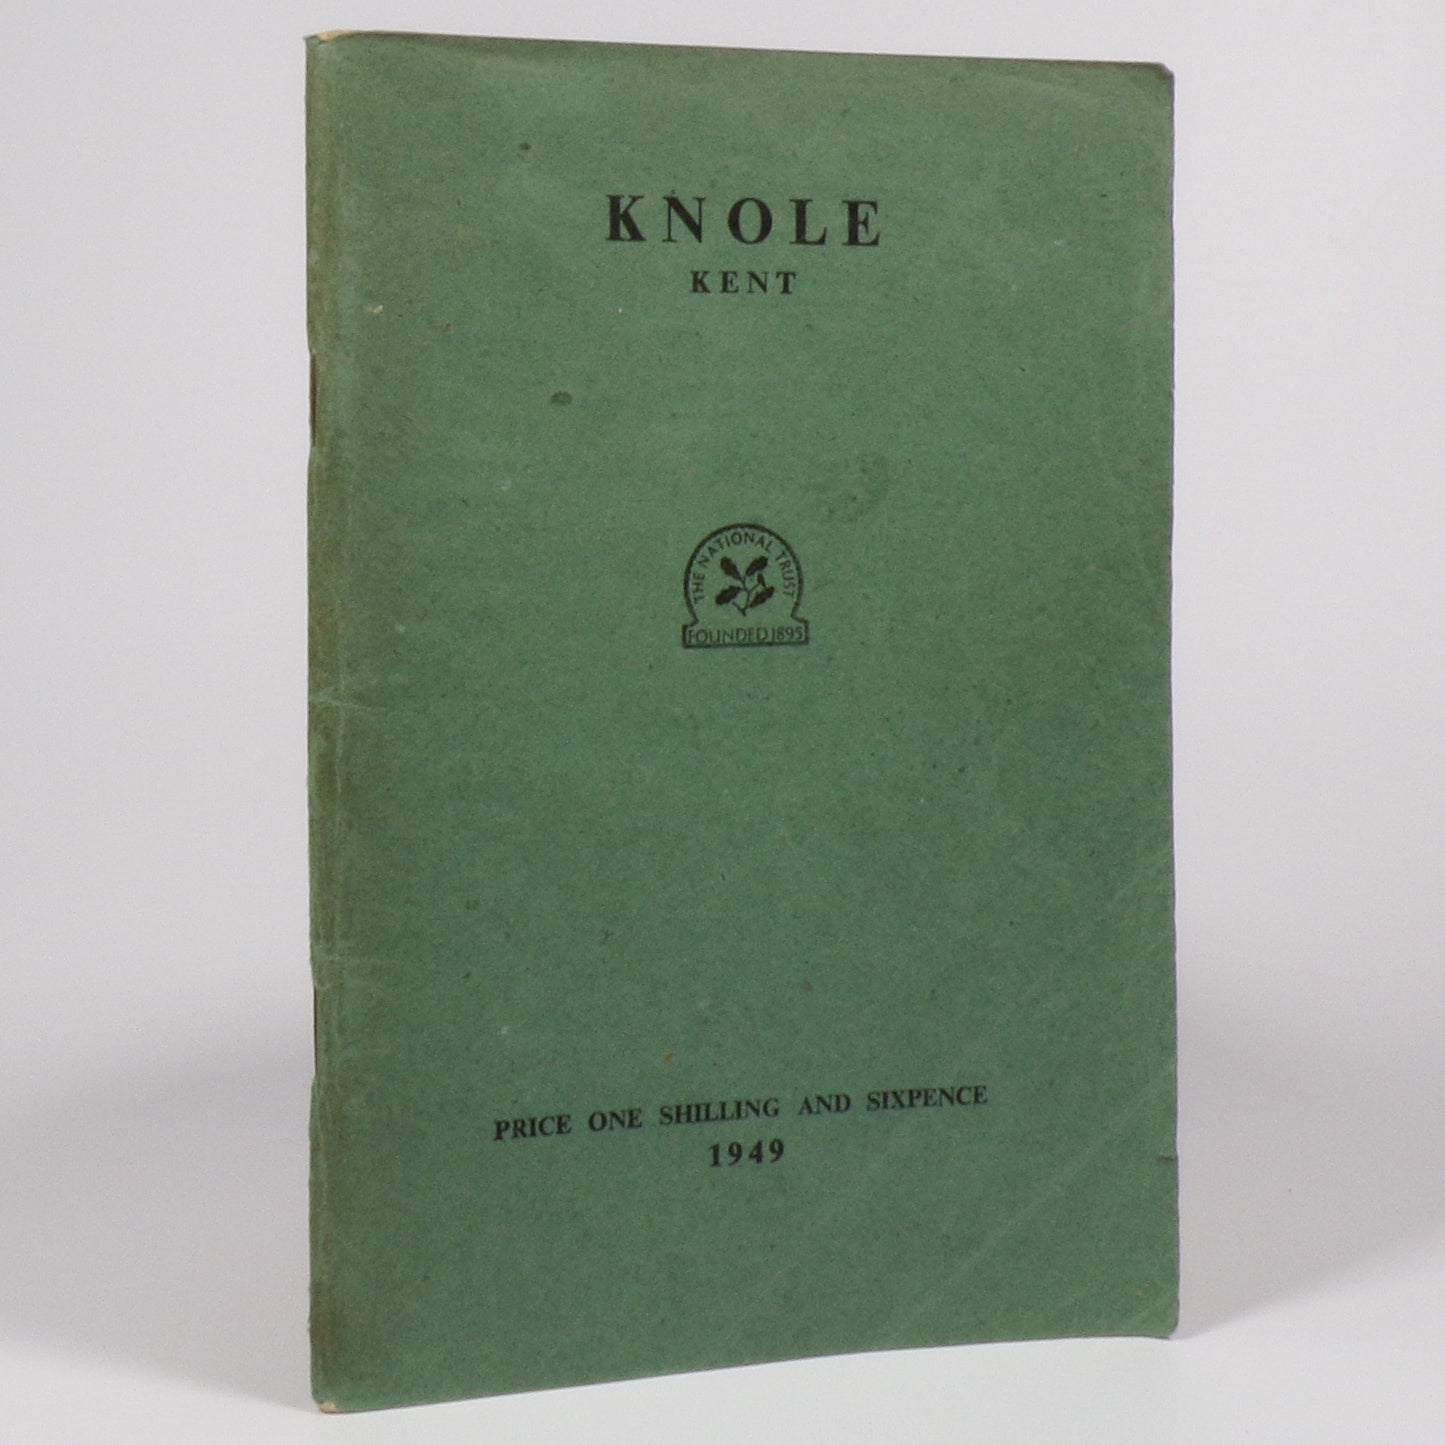 KNOLE
KENT
THE NATIONAL TRUST
FOUNDED 1895
PRICE ONE SHILLING AND SIXPENCE
1949